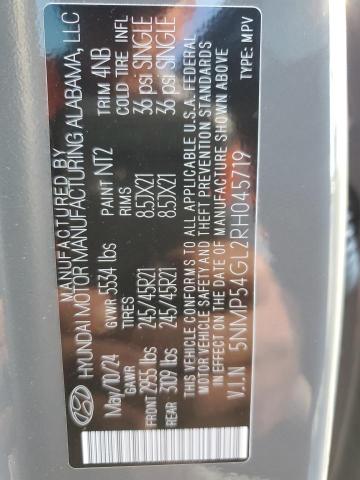 MANUFACTURED BY
HYUNDAI MOTOR MANUFACTURING ALABAMA, LLC
May/10/24 PAINT NT2 TRIM 4NB
GAWR GVWR 5534 lbs
TIRES RIMS COLD TIRE INFL
FRONT 2955 lbs 245/45R21 8.5JX21 36 psi SINGLE
REAR 3109 lbs 245/45R21 8.5JX21 36 psi SINGLE
THIS VEHICLE CONFORMS TO ALL APPLICABLE U.S.A. FEDERAL
MOTOR VEHICLE SAFETY AND THEFT PREVENTION STANDARDS
IN EFFECT ON THE DATE OF MANUFACTURE SHOWN ABOVE
V.I.N 5NMP54GL2RH045719 TYPE: MPV